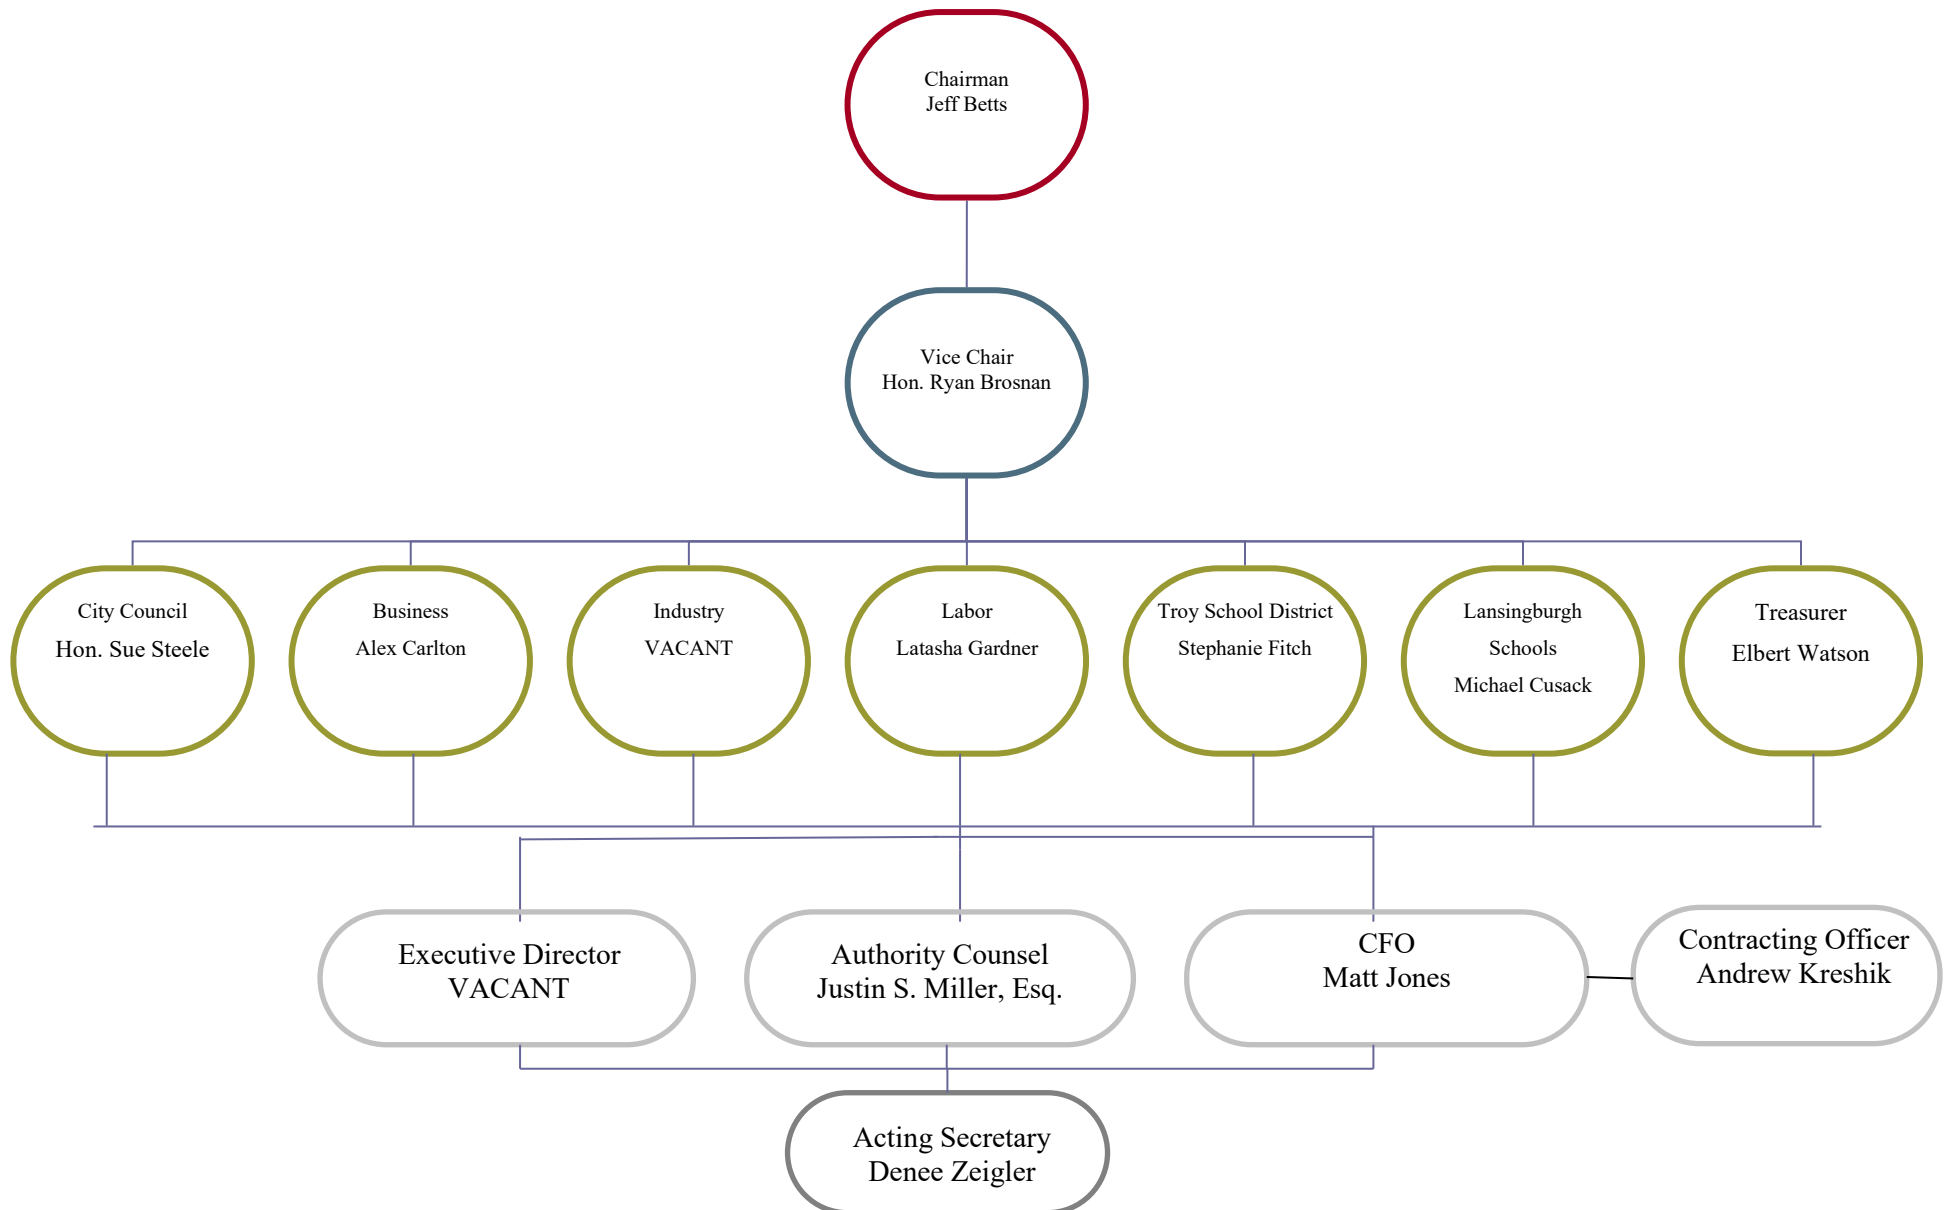 Chairman
Jeff Betts
Vice Chair
Hon. Ryan Brosnan
City Council
Hon. Sue Steele
Business
Alex Carlton
Industry
VACANT
Labor
Latasha Gardner
Troy School District
Stephanie Fitch
Lansingburgh
Schools
Michael Cusack
Treasurer
Elbert Watson
Executive Director
VACANT
Authority Counsel
Justin S. Miller, Esq.
CFO
Matt Jones
Contracting Officer
Andrew Kreshik
Acting Secretary
Denee Zeigler